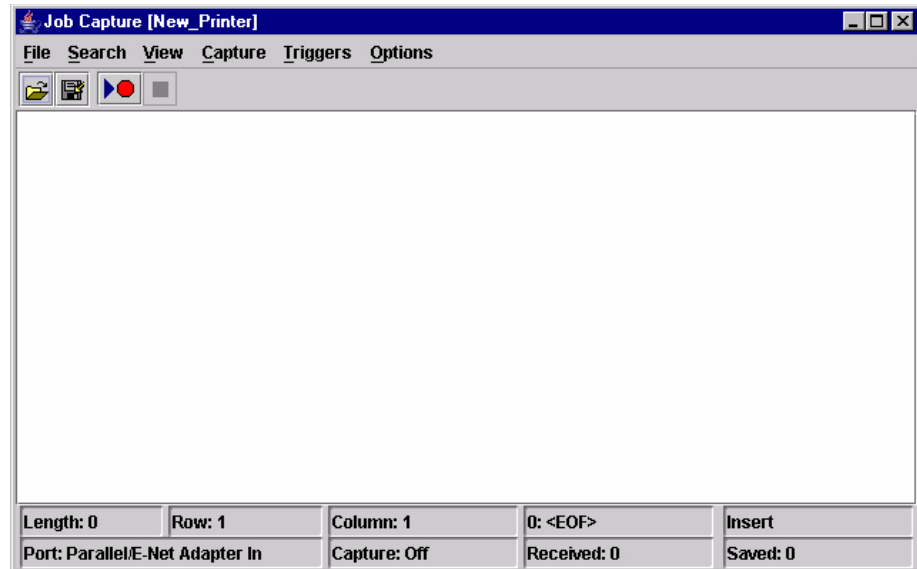 Job Capture [New_Printer]
File Search View Capture Triggers Options
Length: 0 Row: 1 Column: 1 0: <EOF> Insert
Port: Parallel/E-Net Adapter In Capture: Off Received: 0 Saved: 0